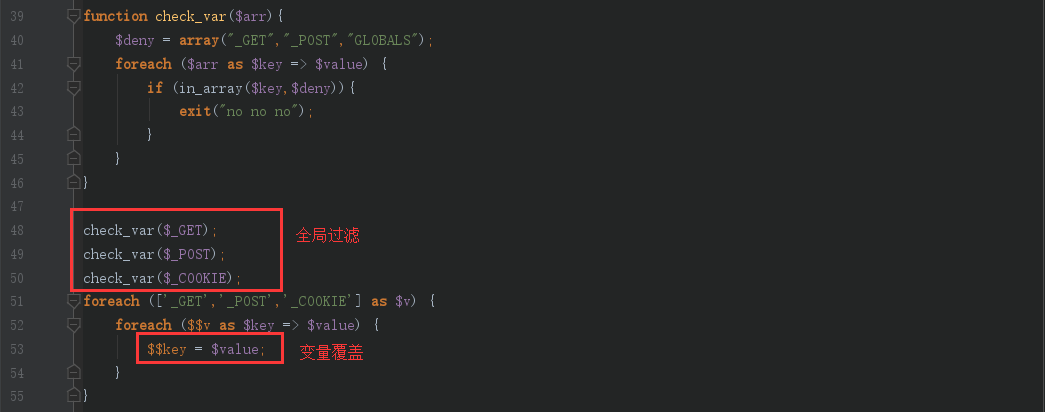 39 function check_var($arr){
40 $deny = array("_GET","_POST","GLOBALS");
41 foreach ($arr as $key => $value) {
42 if (in_array($key,$deny)){
43 exit("no no no");
44 }
45 }
46 }
47
48 check_var($_GET); 全局过滤
49 check_var($_POST);
50 check_var($_COOKIE);
51 foreach (['_GET','_POST','_COOKIE'] as $v) {
52 foreach ($$v as $key => $value) {
53 $$key = $value; 变量覆盖
54 }
55 }